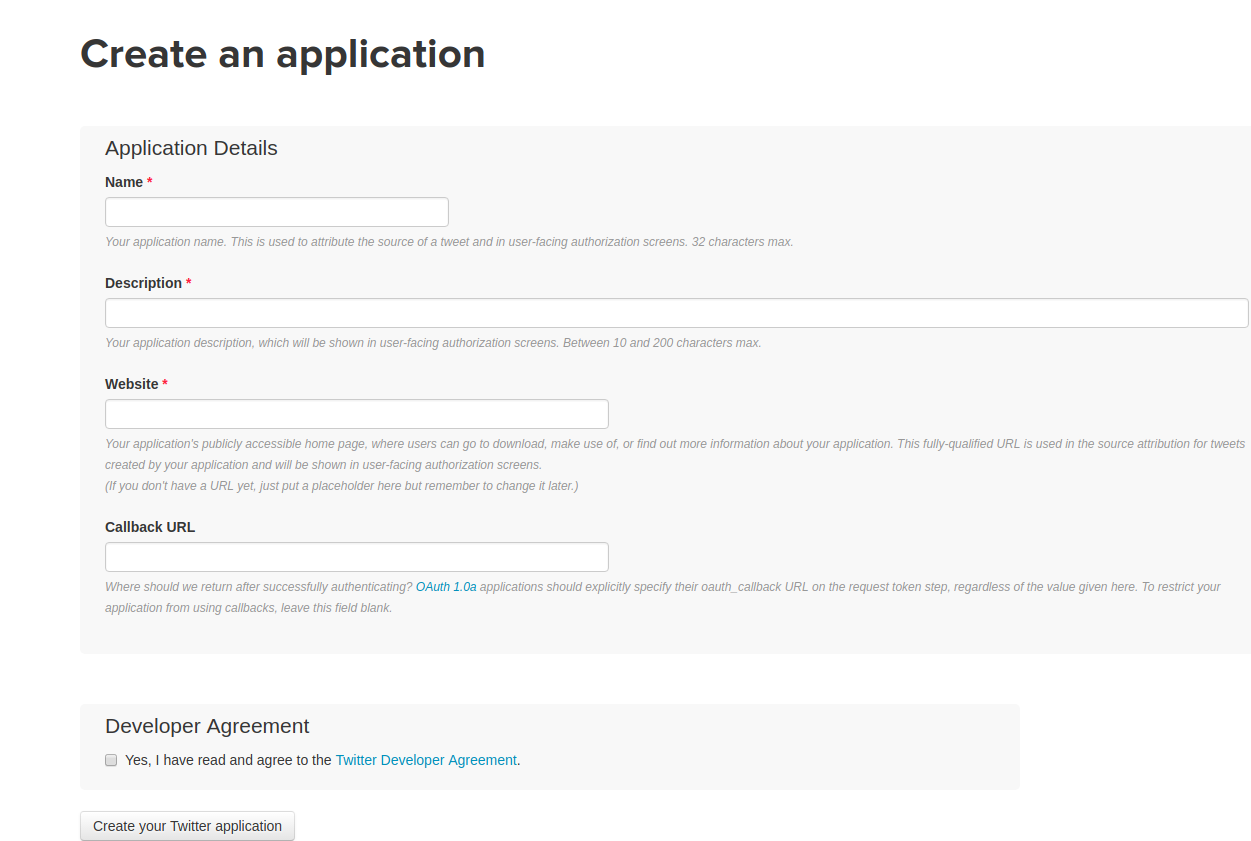 Create an application
Application Details
Name *
Your application name. This is used to attribute the source of a tweet and in user-facing authorization screens. 32 characters max.
Description *
Your application description, which will be shown in user-facing authorization screens. Between 10 and 200 characters max.
Website *
Your application's publicly accessible home page, where users can go to download, make use of, or find out more information about your application. This fully-qualified URL is used in the source attribution for tweets
created by your application and will be shown in user-facing authorization screens.
(If you don't have a URL yet, just put a placeholder here but remember to change it later.)
Callback URL
Where should we return after successfully authenticating? OAuth 1.0a applications should explicitly specify their oauth_callback URL on the request token step, regardless of the value given here. To restrict your
application from using callbacks, leave this field blank.
Developer Agreement
Yes, I have read and agree to the Twitter Developer Agreement.
Create your Twitter application